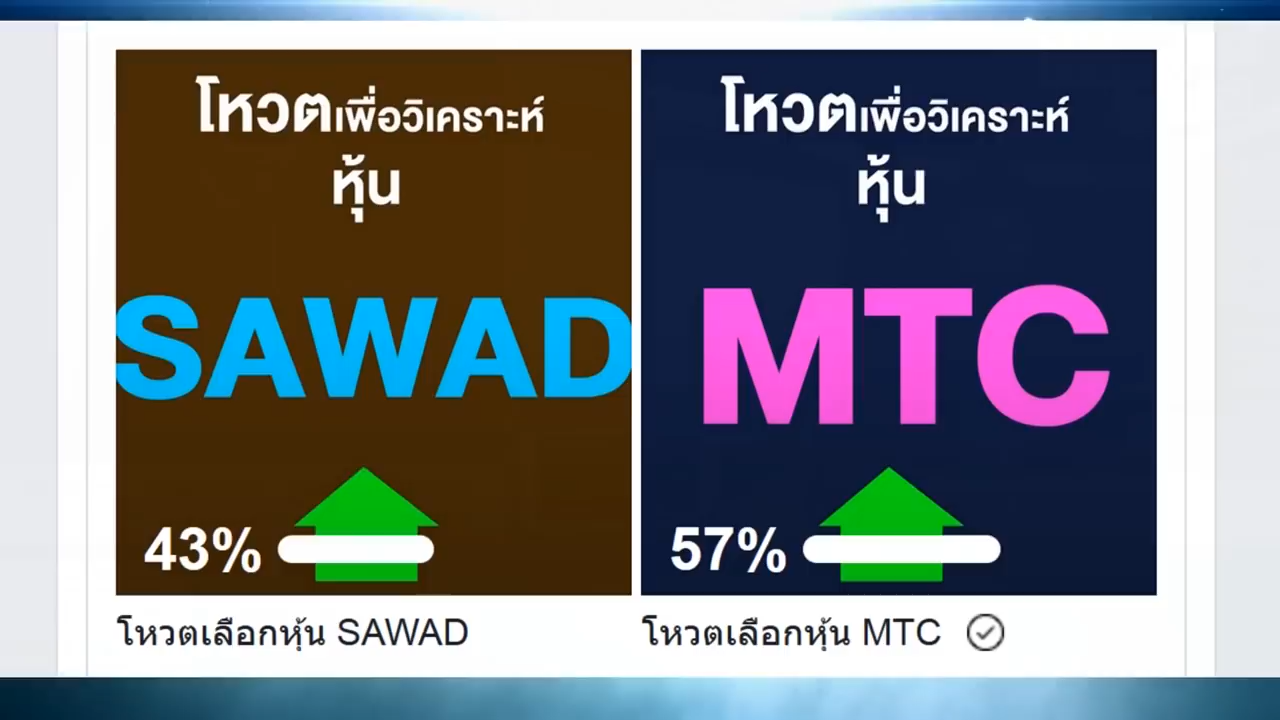 โหวตเพื่อวิเคราะห์
หุ้น
SAWAD
43%
โหวตเลือกหุ้น SAWAD
โหวตเพื่อวิเคราะห์
หุ้น
MTC
57%
โหวตเลือกหุ้น MTC